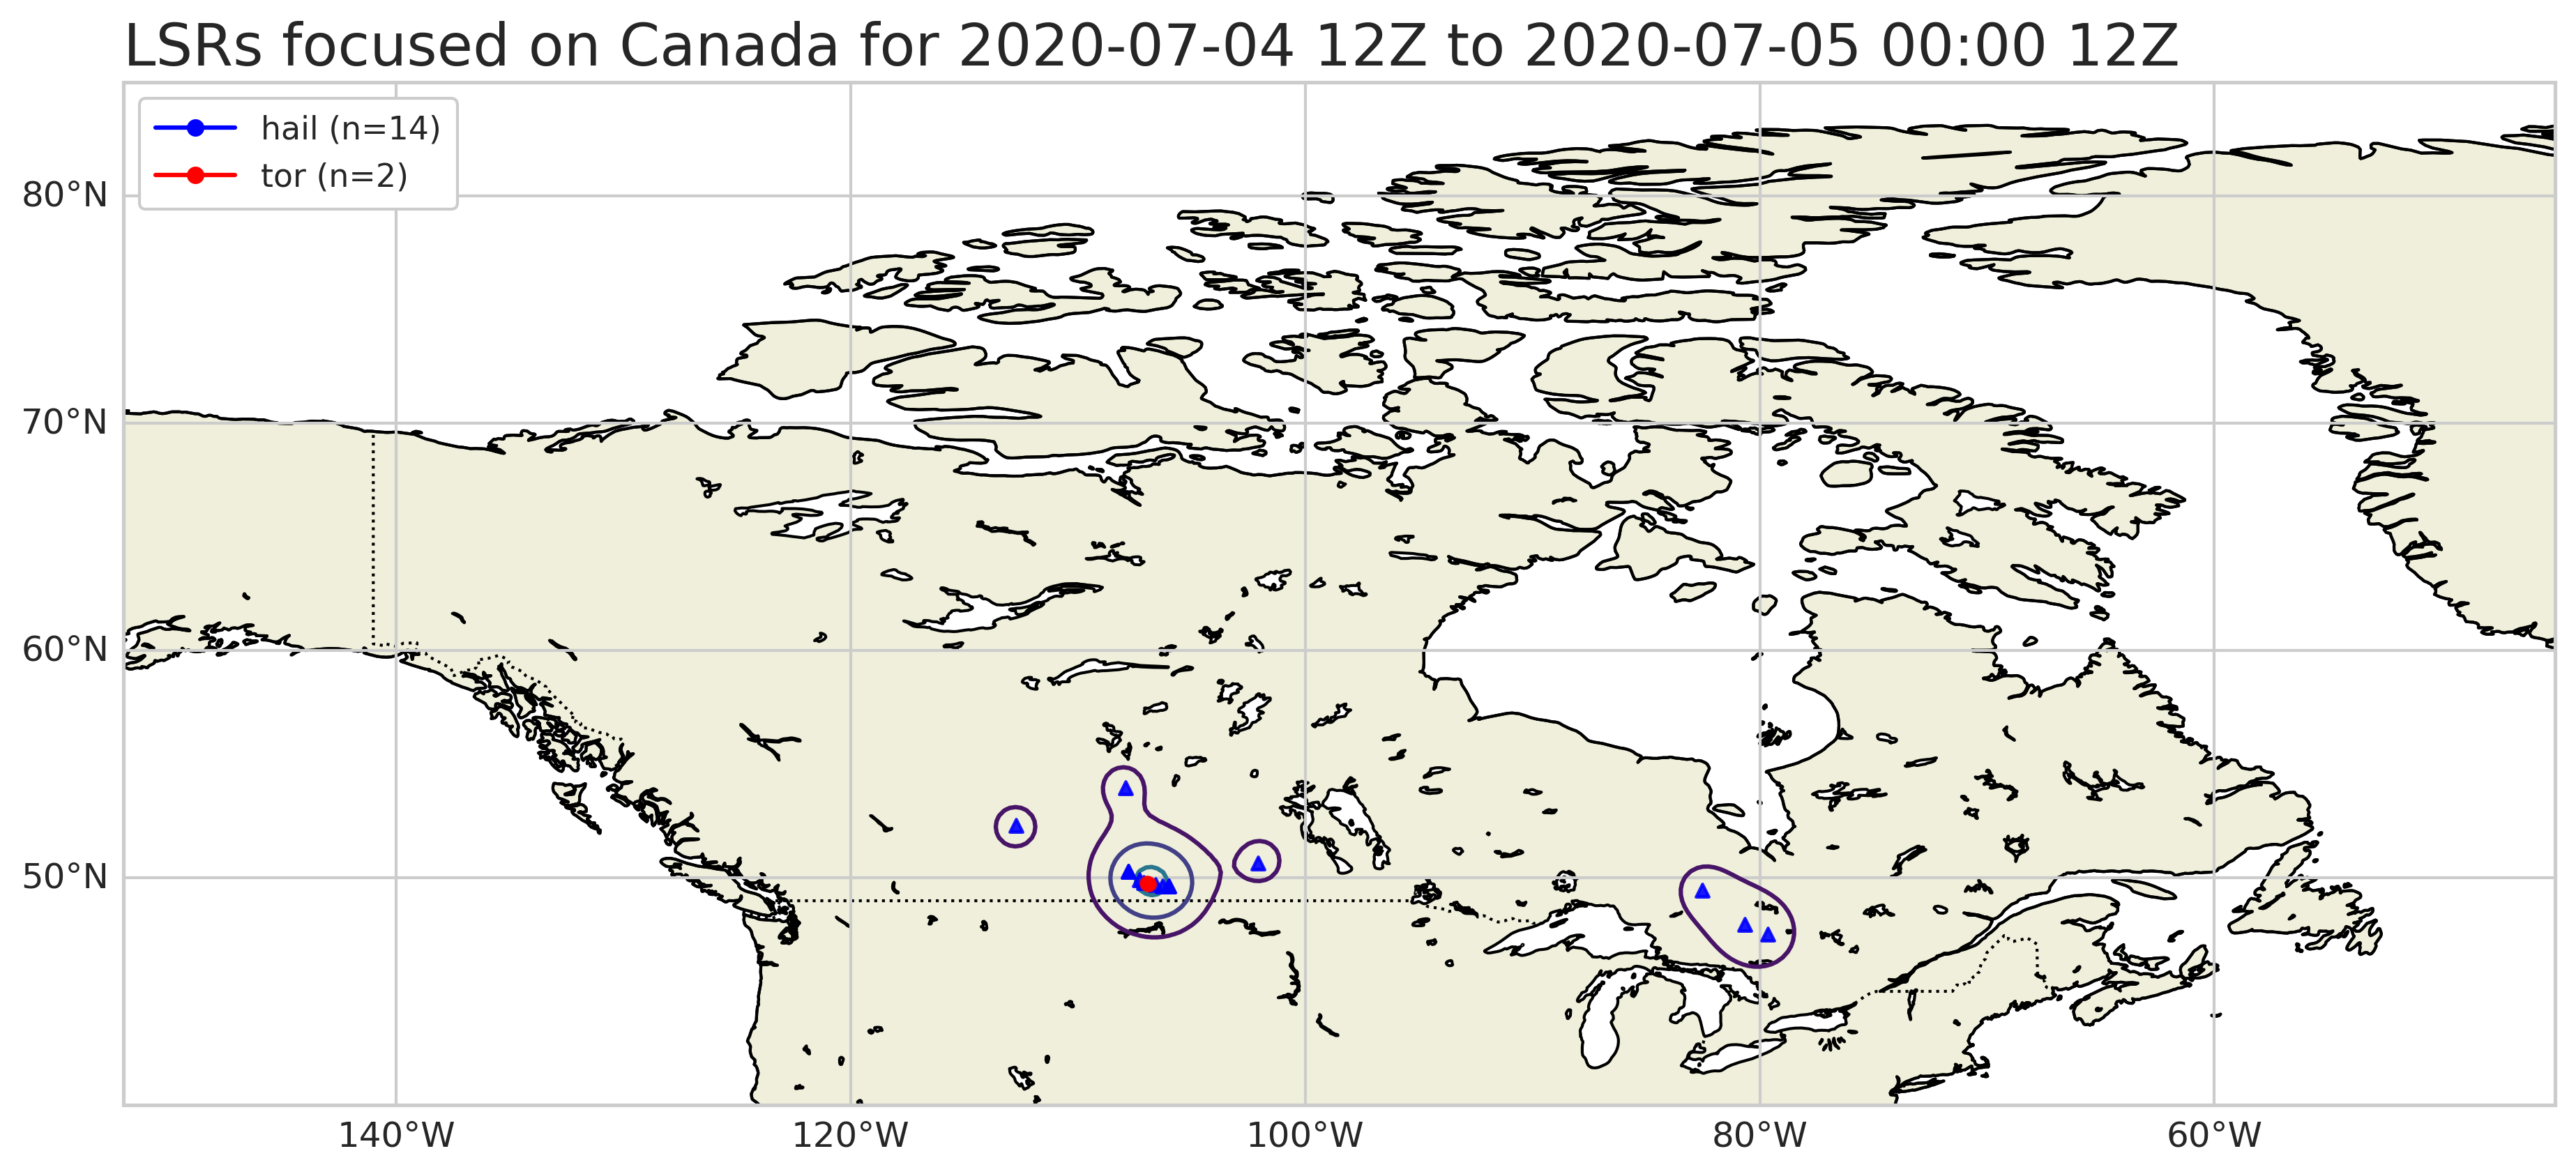 LSRs focused on Canada for 2020-07-04 12Z to 2020-07-05 00:00 12Z
hail (n=14)
tor (n=2)
80°N
70°N
60°N
50°N
140°W
120°W
100°W
80°W
60°W